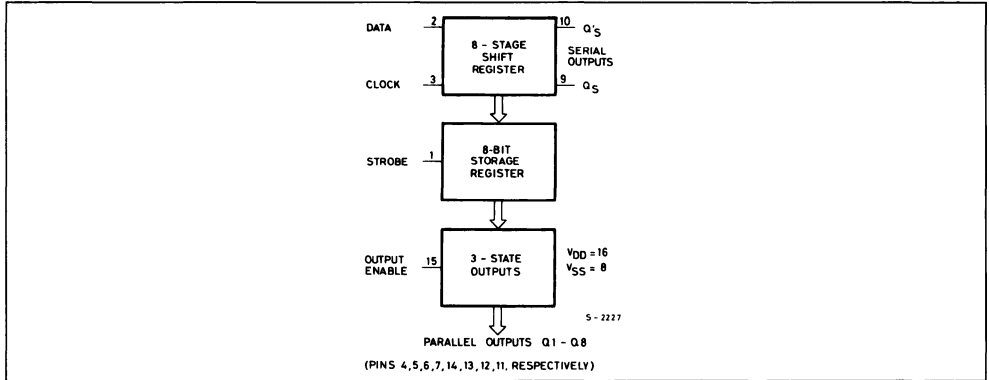 DATA 2
10 Q'S
8 - STAGE
SHIFT
REGISTER
SERIAL
OUTPUTS
CLOCK 3
9 QS
8-BIT
STORAGE
REGISTER
STROBE 1
OUTPUT
ENABLE 15
3 - STATE
OUTPUTS
VDD = 16
VSS = 8
S - 2227
PARALLEL OUTPUTS Q1 - Q8
(PINS 4,5,6,7,14,13,12,11, RESPECTIVELY)